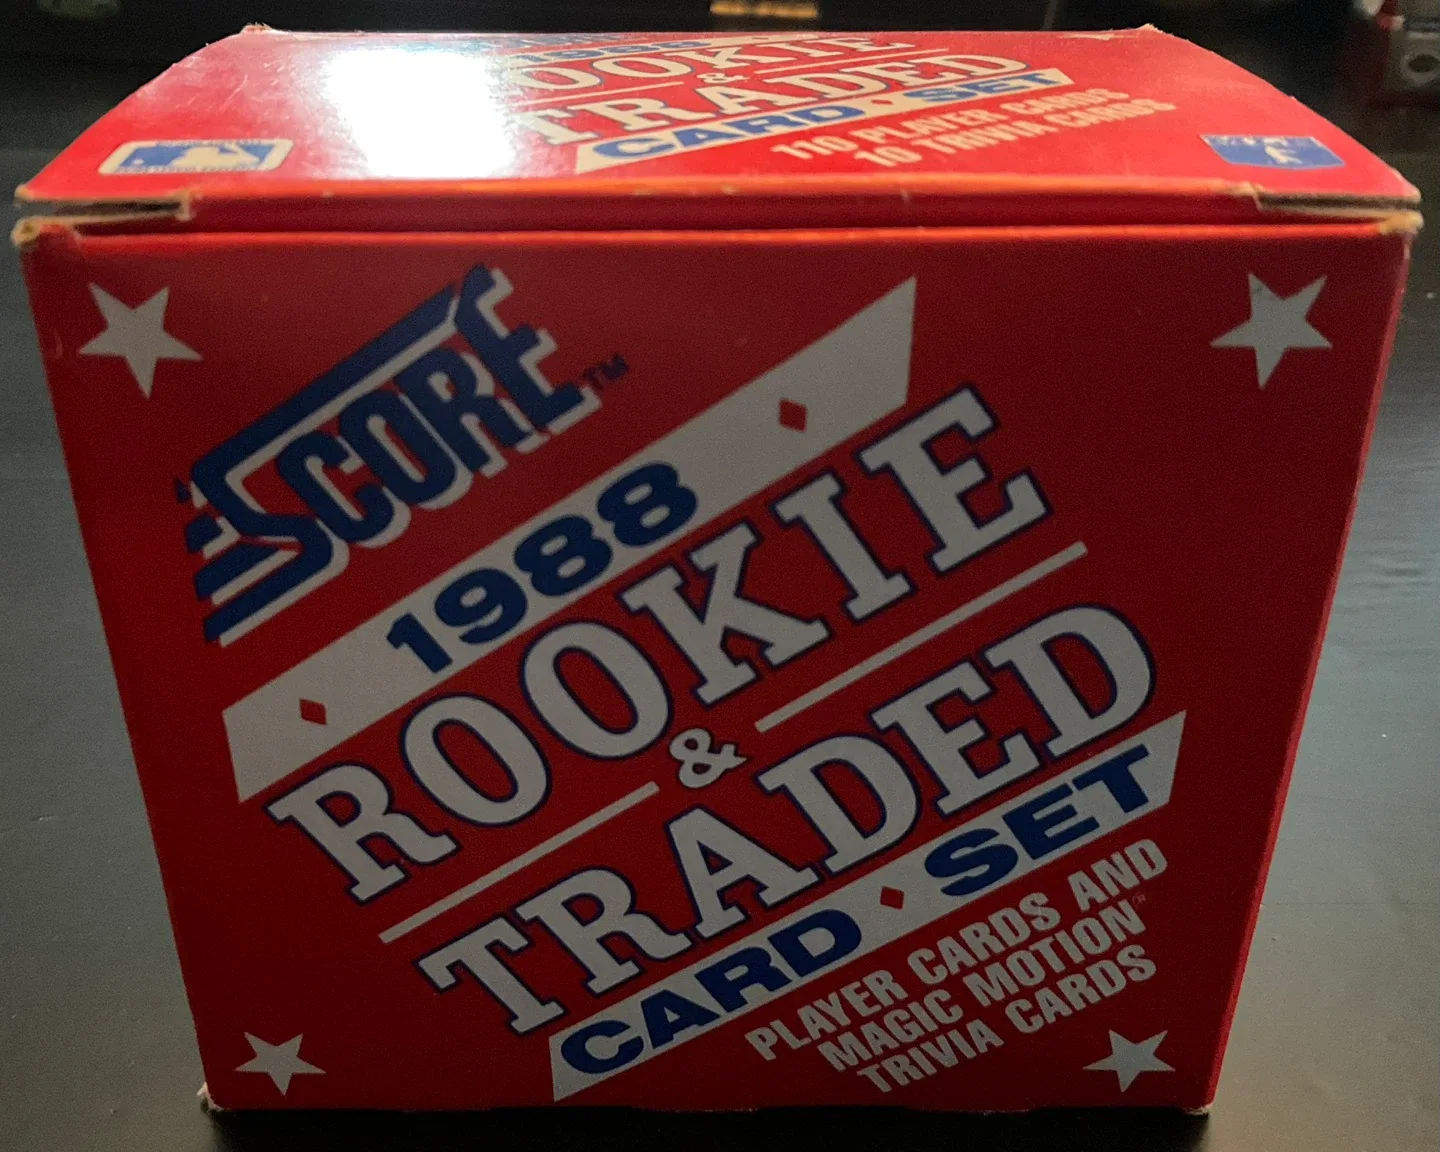 1988
ROOKIE
&
TRADED
CARD • SET
110 PLAYER CARDS
10 TRIVIA CARDS
SCORE™
1988
ROOKIE
&
TRADED
CARD • SET
PLAYER CARDS AND
MAGIC MOTION
TRIVIA CARDS